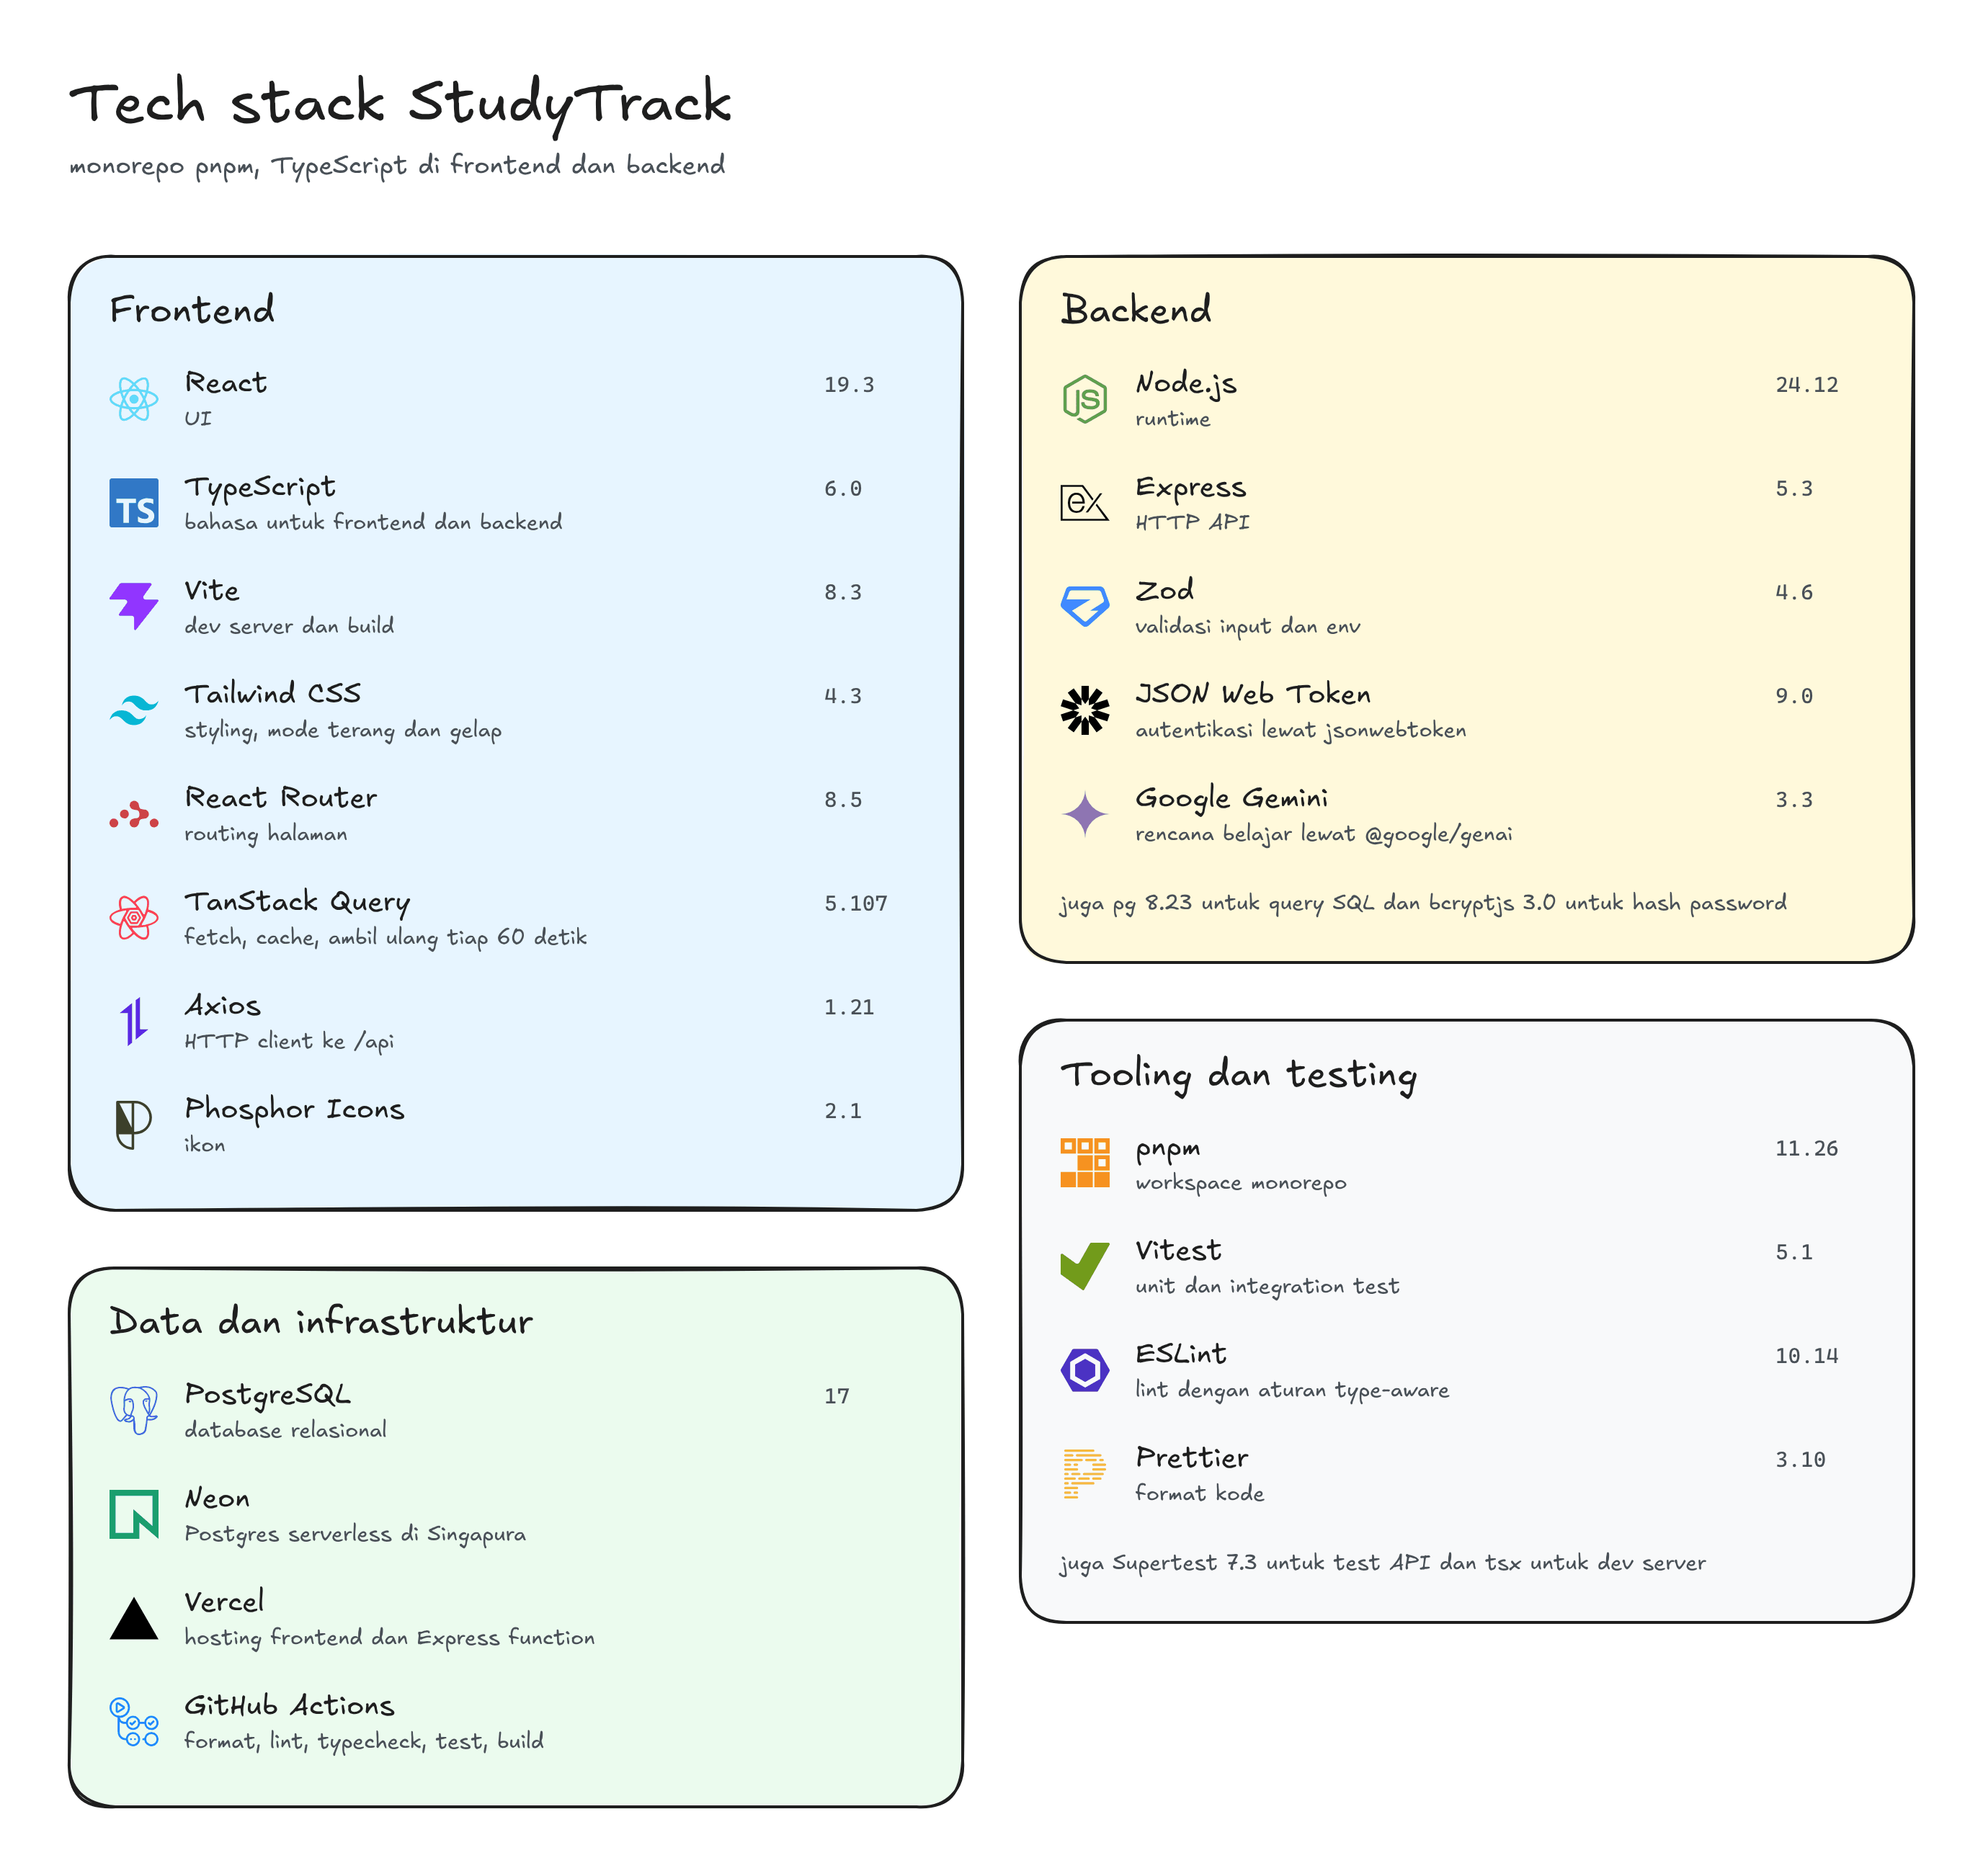 Tech stack StudyTrack
monorepo pnpm, TypeScript di frontend dan backend
Frontend
React 19.3
UI
TS
TypeScript 6.0
bahasa untuk frontend dan backend
Vite 8.3
dev server dan build
Tailwind CSS 4.3
styling, mode terang dan gelap
React Router 8.5
routing halaman
TanStack Query 5.107
fetch, cache, ambil ulang tiap 60 detik
Axios 1.21
HTTP client ke /api
Phosphor Icons 2.1
ikon
Data dan infrastruktur
PostgreSQL 17
database relasional
Neon
Postgres serverless di Singapura
Vercel
hosting frontend dan Express function
GitHub Actions
format, lint, typecheck, test, build
Backend
JS
Node.js 24.12
runtime
ex
Express 5.3
HTTP API
Zod 4.6
validasi input dan env
JSON Web Token 9.0
autentikasi lewat jsonwebtoken
Google Gemini 3.3
rencana belajar lewat @google/genai
juga pg 8.23 untuk query SQL dan bcryptjs 3.0 untuk hash password
Tooling dan testing
pnpm 11.26
workspace monorepo
Vitest 5.1
unit dan integration test
ESLint 10.14
lint dengan aturan type-aware
Prettier 3.10
format kode
juga Supertest 7.3 untuk test API dan tsx untuk dev server